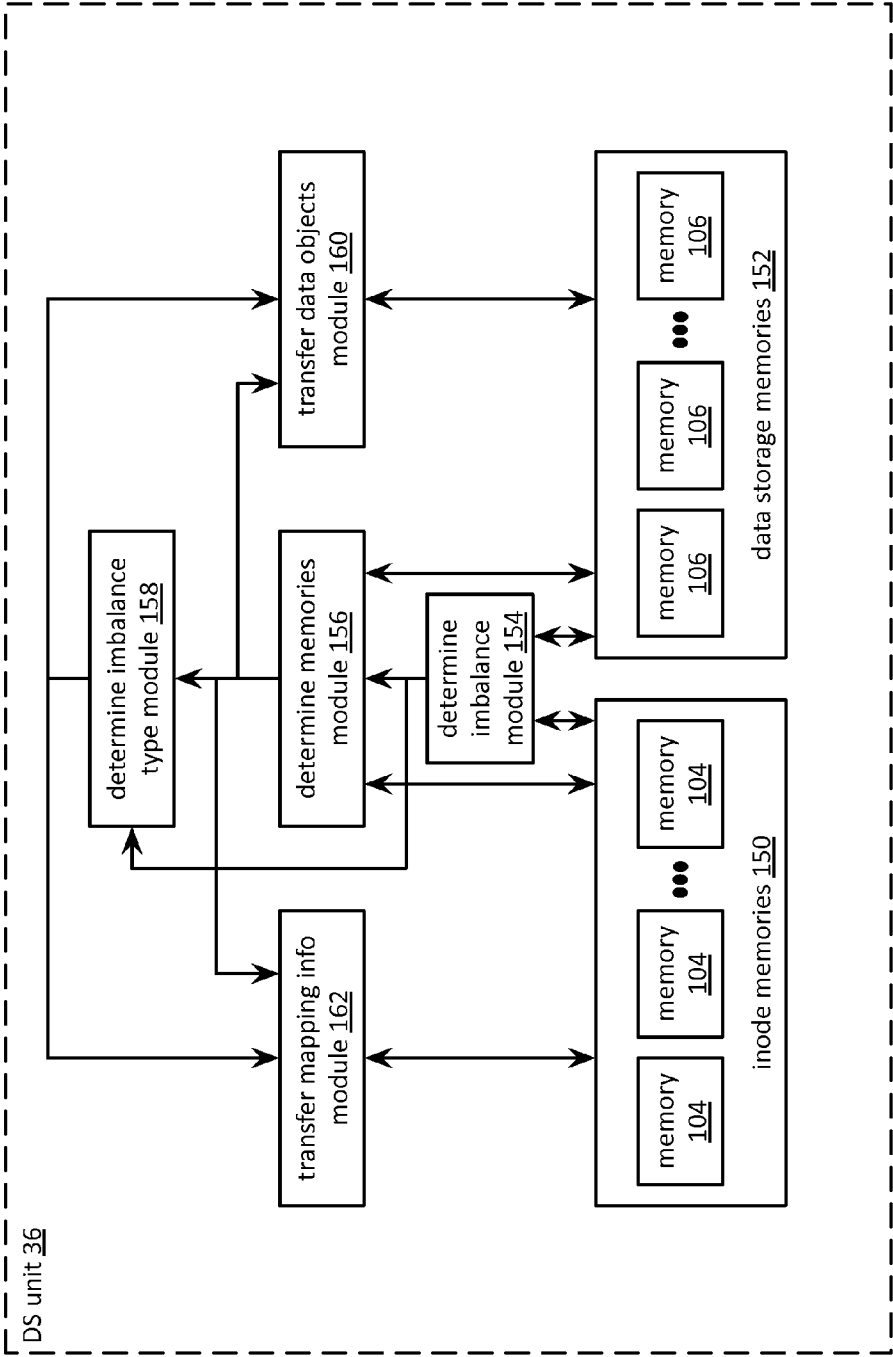 DS unit 36
determine imbalance
type module 158
transfer mapping info
module 162
determine memories
module 156
transfer data objects
module 160
determine
imbalance
module 154
memory
104
memory
104
memory
104
inode memories 150
memory
106
memory
106
memory
106
data storage memories 152